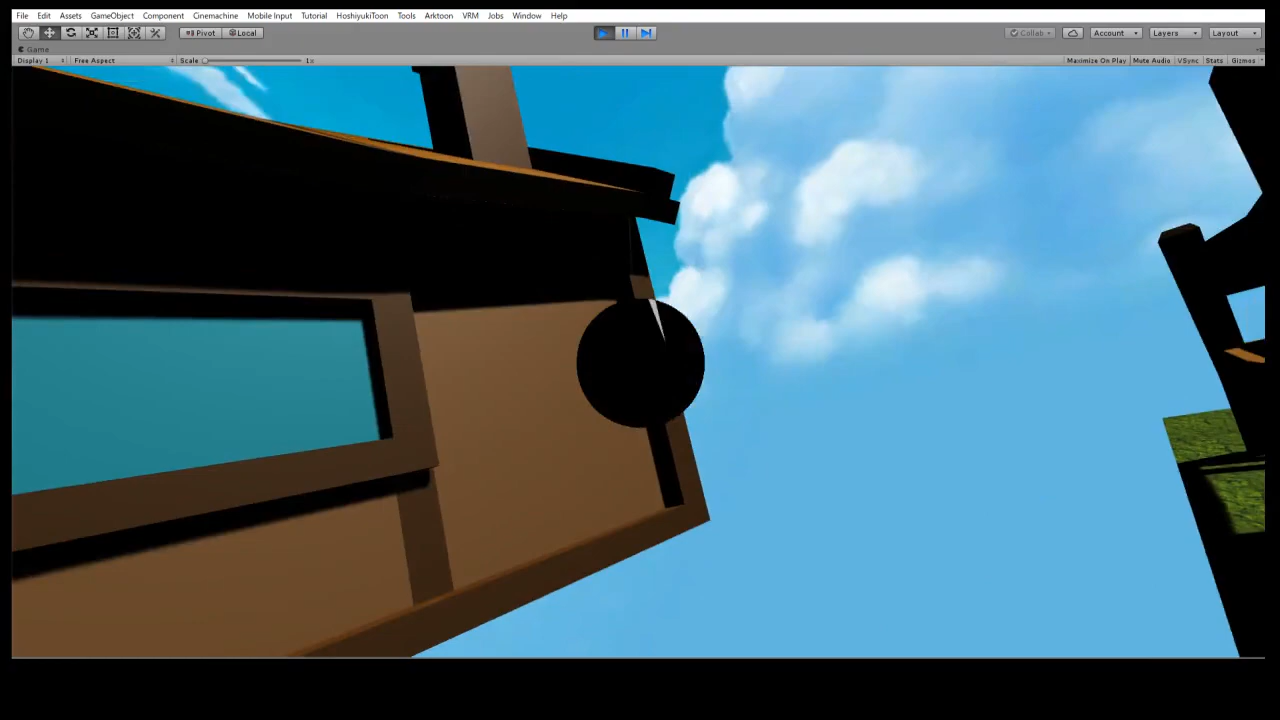 File Edit Assets GameObject Component Cinemachine Mobile Input Tutorial HoshiyukiToon Tools Arktoon VRM Jobs Window Help
Pivot Local Collab Account Layers Layout
Game
Display 1 Free Aspect Scale 1x Maximize On Play Mute Audio VSync Stats Gizmos